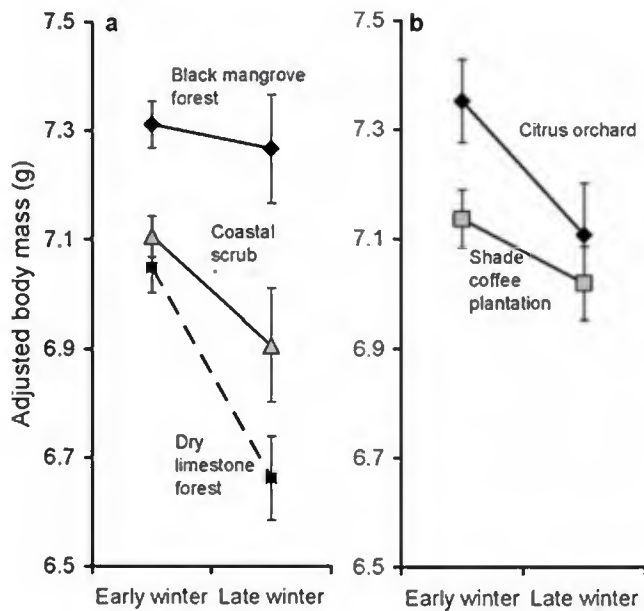 Adjusted body mass (g)
a
7.5
7.3
7.1
6.9
6.7
6.5
Black mangrove
forest
Coastal
scrub
Dry
limestone
forest
Early winter
Late winter
b
7.5
7.3
7.1
6.9
6.7
6.5
Citrus orchard
Shade
coffee
plantation
Early winter
Late winter